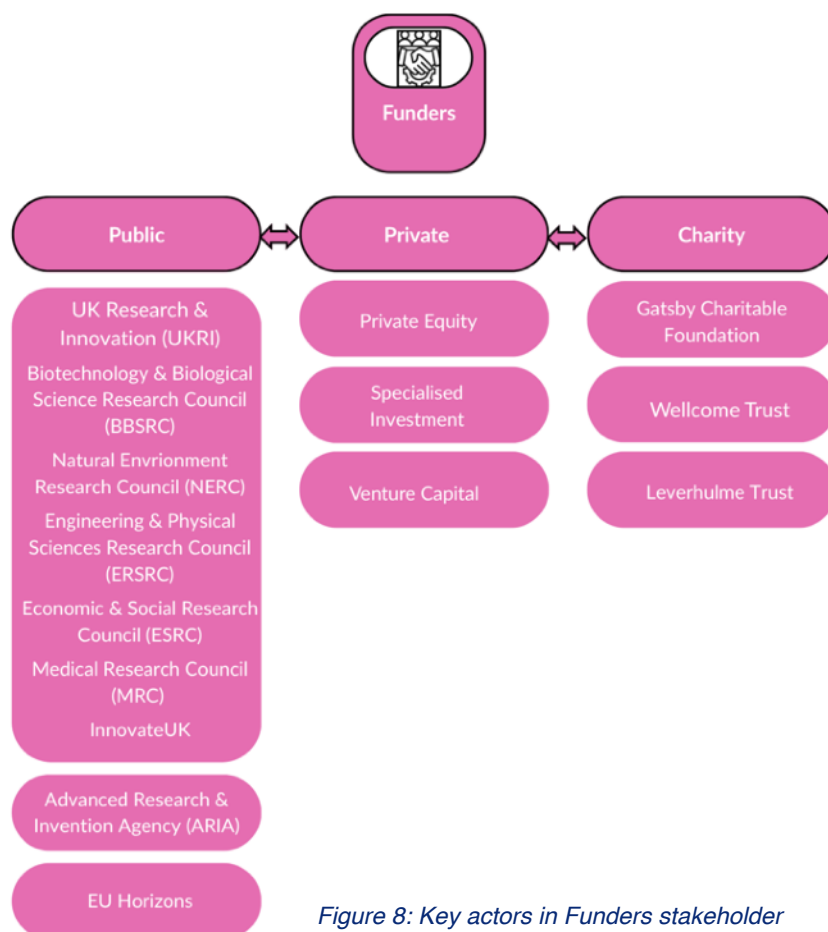 Funders
Public
Private
Charity
UK Research &
Innovation (UKRI)
Biotechnology & Biological
Science Research Council
(BBSRC)
Natural Envrionment
Research Council (NERC)
Engineering & Physical
Sciences Research Council
(ERSRC)
Economic & Social Research
Council (ESRC)
Medical Research Council
(MRC)
InnovateUK
Advanced Research &
Invention Agency (ARIA)
EU Horizons
Private Equity
Specialised
Investment
Venture Capital
Gatsby Charitable
Foundation
Wellcome Trust
Leverhulme Trust
Figure 8: Key actors in Funders stakeholder